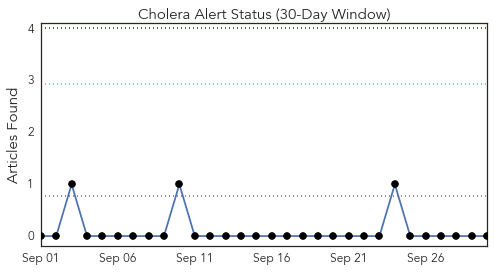 Cholera Alert Status (30-Day Window)
Articles Found
4
3
2
1
0
Sep 01 Sep 06 Sep 11 Sep 16 Sep 21 Sep 26